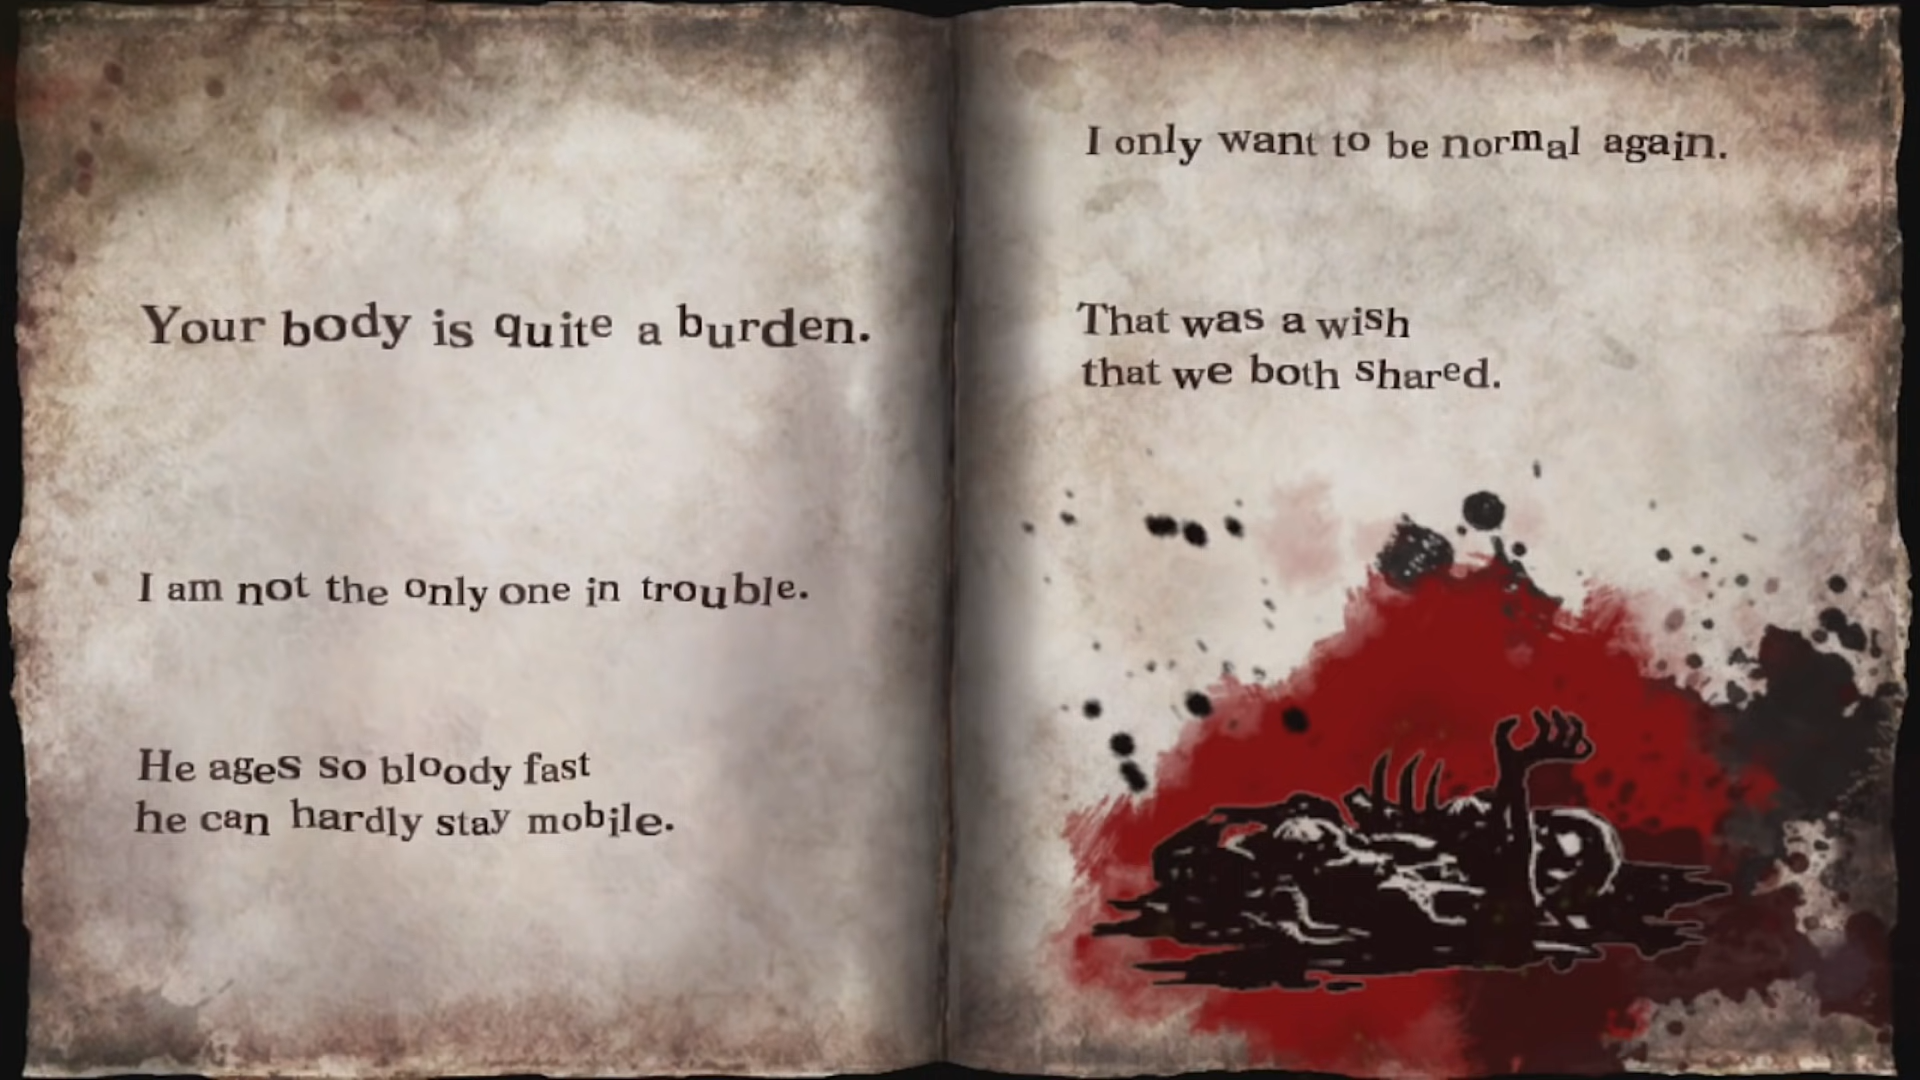 Your body is quite a burden.
I am not the only one in trouble.
He ages so bloody fast
he can hardly stay mobile.
I only want to be normal again.
That was a wish
that we both shared.